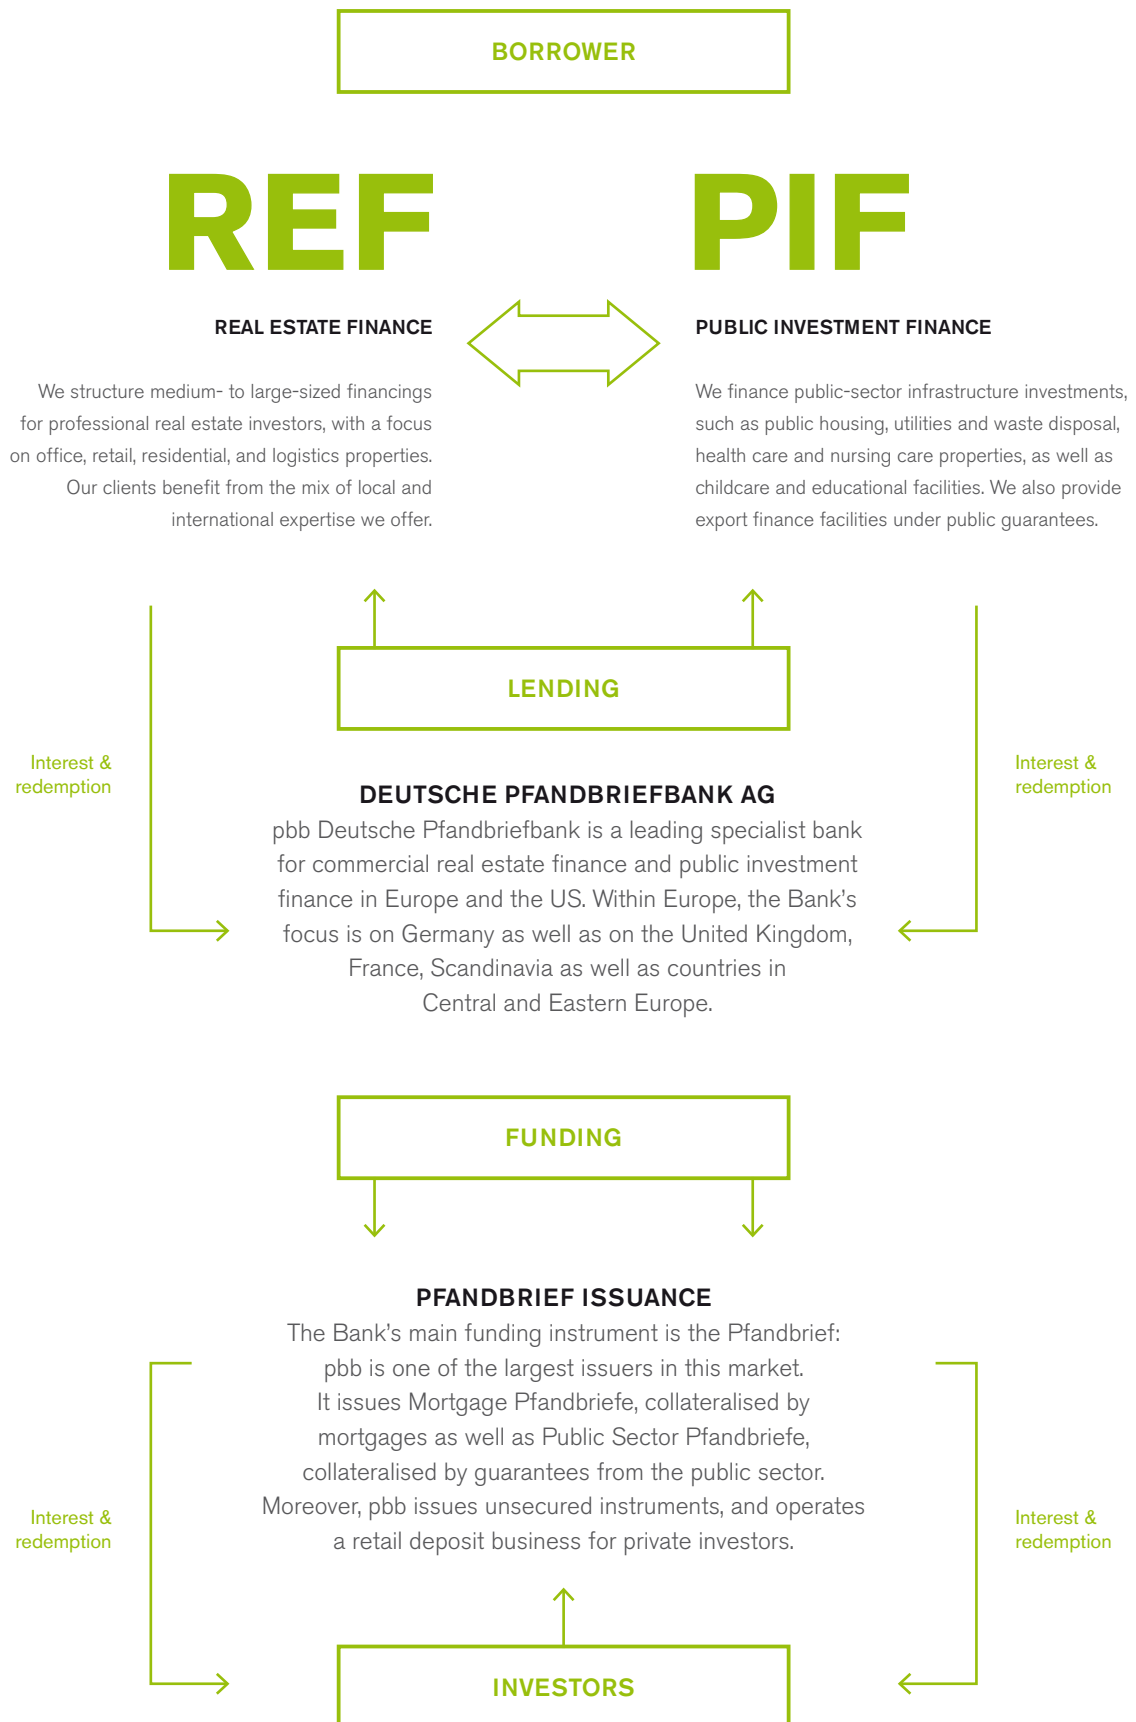 BORROWER
REF
REAL ESTATE FINANCE
We structure medium- to large-sized financings
for professional real estate investors, with a focus
on office, retail, residential, and logistics properties.
Our clients benefit from the mix of local and
international expertise we offer.
PIF
PUBLIC INVESTMENT FINANCE
We finance public-sector infrastructure investments,
such as public housing, utilities and waste disposal,
health care and nursing care properties, as well as
childcare and educational facilities. We also provide
export finance facilities under public guarantees.
LENDING
Interest &
redemption
Interest &
redemption
DEUTSCHE PFANDBRIEFBANK AG
pbb Deutsche Pfandbriefbank is a leading specialist bank
for commercial real estate finance and public investment
finance in Europe and the US. Within Europe, the Bank’s
focus is on Germany as well as on the United Kingdom,
France, Scandinavia as well as countries in
Central and Eastern Europe.
FUNDING
PFANDBRIEF ISSUANCE
The Bank’s main funding instrument is the Pfandbrief:
pbb is one of the largest issuers in this market.
It issues Mortgage Pfandbriefe, collateralised by
mortgages as well as Public Sector Pfandbriefe,
collateralised by guarantees from the public sector.
Moreover, pbb issues unsecured instruments, and operates
a retail deposit business for private investors.
Interest &
redemption
Interest &
redemption
INVESTORS